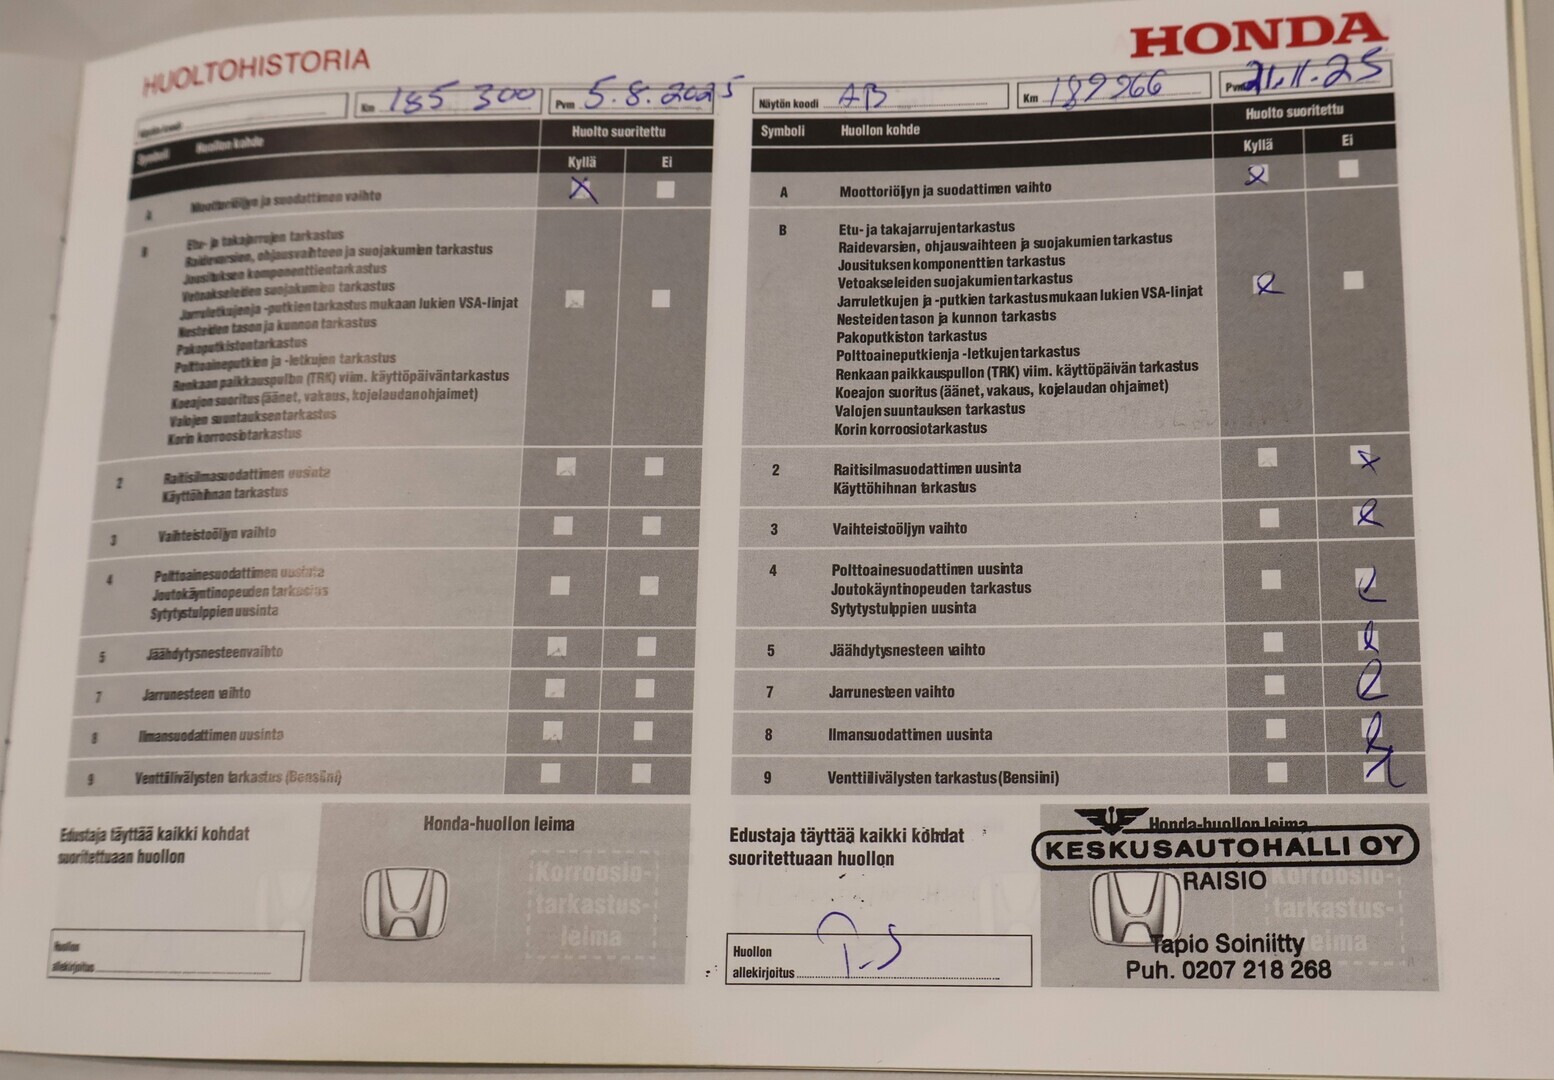 HUOLTOHISTORIA
HONDA
Km 185 300
Pvm 5.8.2025
Symboli Huollon kohde Huolto suoritettu
Kyllä Ei
A Moottoriöljyn ja suodattimen vaihto X
B Etu- ja takajarrujen tarkastus
Raidevarsien, ohjausvaihteen ja suojakumien tarkastus
Jousituksen komponenttien tarkastus
Vetoakseleiden suojakumien tarkastus
Jarruletkujen ja -putkien tarkastus mukaan lukien VSA-linjat
Nesteiden tason ja kunnon tarkastus
Pakoputkiston tarkastus
Polttoaineputkien ja -letkujen tarkastus
Renkaan paikkauspullon (TRK) viim. käyttöpäivän tarkastus
Koeajon suoritus (äänet, vakaus, kojelaudan ohjaimet)
Valojen suuntauksen tarkastus
Korin korroosiotarkastus
2 Raitisilmasuodattimen uusinta
Käyttöhihnan tarkastus
3 Vaihteistoöljyn vaihto
4 Polttoainesuodattimen uusinta
Joutokäyntinopeuden tarkastus
Sytytystulppien uusinta
5 Jäähdytysnesteen vaihto
7 Jarrunesteen vaihto
8 Ilmansuodattimen uusinta
9 Venttiilivälysten tarkastus (Bensiini)
Edustaja täyttää kaikki kohdat
suoritettuaan huollon
Honda-huollon leima
Korroosio-
tarkastus-
leima
Huollon
allekirjoitus
Näytön koodi AB
Km 189966
Pvm 21.11.25
Symboli Huollon kohde Huolto suoritettu
Kyllä Ei
A Moottoriöljyn ja suodattimen vaihto
B Etu- ja takajarrujen tarkastus
Raidevarsien, ohjausvaihteen ja suojakumien tarkastus
Jousituksen komponenttien tarkastus
Vetoakseleiden suojakumien tarkastus
Jarruletkujen ja -putkien tarkastus mukaan lukien VSA-linjat
Nesteiden tason ja kunnon tarkastus
Pakoputkiston tarkastus
Polttoaineputkien ja -letkujen tarkastus
Renkaan paikkauspullon (TRK) viim. käyttöpäivän tarkastus
Koeajon suoritus (äänet, vakaus, kojelaudan ohjaimet)
Valojen suuntauksen tarkastus
Korin korroosiotarkastus
2 Raitisilmasuodattimen uusinta
Käyttöhihnan tarkastus
3 Vaihteistoöljyn vaihto
4 Polttoainesuodattimen uusinta
Joutokäyntinopeuden tarkastus
Sytytystulppien uusinta
5 Jäähdytysnesteen vaihto
7 Jarrunesteen vaihto
8 Ilmansuodattimen uusinta
9 Venttiilivälysten tarkastus (Bensiini)
Edustaja täyttää kaikki kohdat
suoritettuaan huollon
Honda-huollon leima
KESKUSAUTOHALLI OY
RAISIO
Korroosio-
tarkastus-
leima
Tapio Soiniitty
Puh. 0207 218 268
Huollon
allekirjoitus